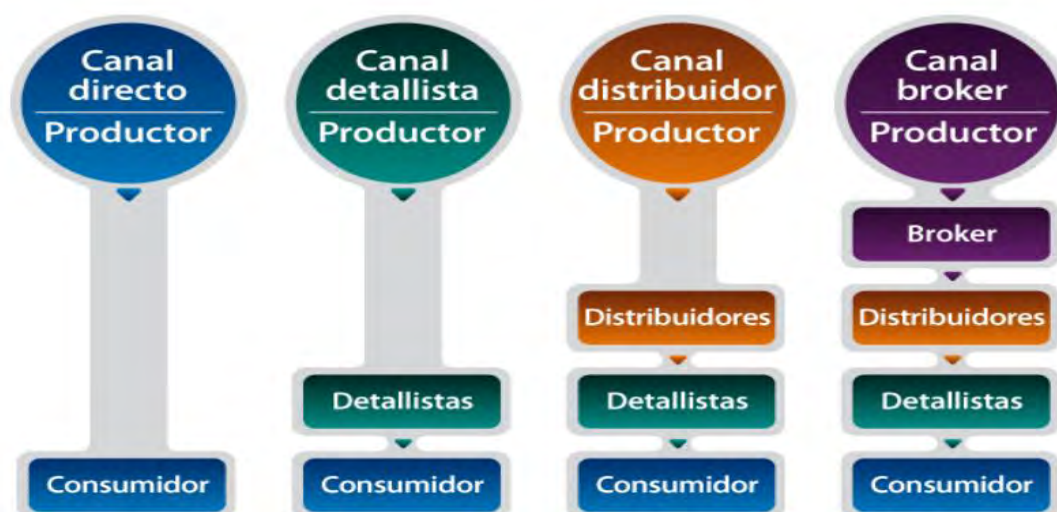 Canal
directo
Productor
Consumidor
Canal
detallista
Productor
Detallistas
Consumidor
Canal
distribuidor
Productor
Distribuidores
Detallistas
Consumidor
Canal
broker
Productor
Broker
Distribuidores
Detallistas
Consumidor